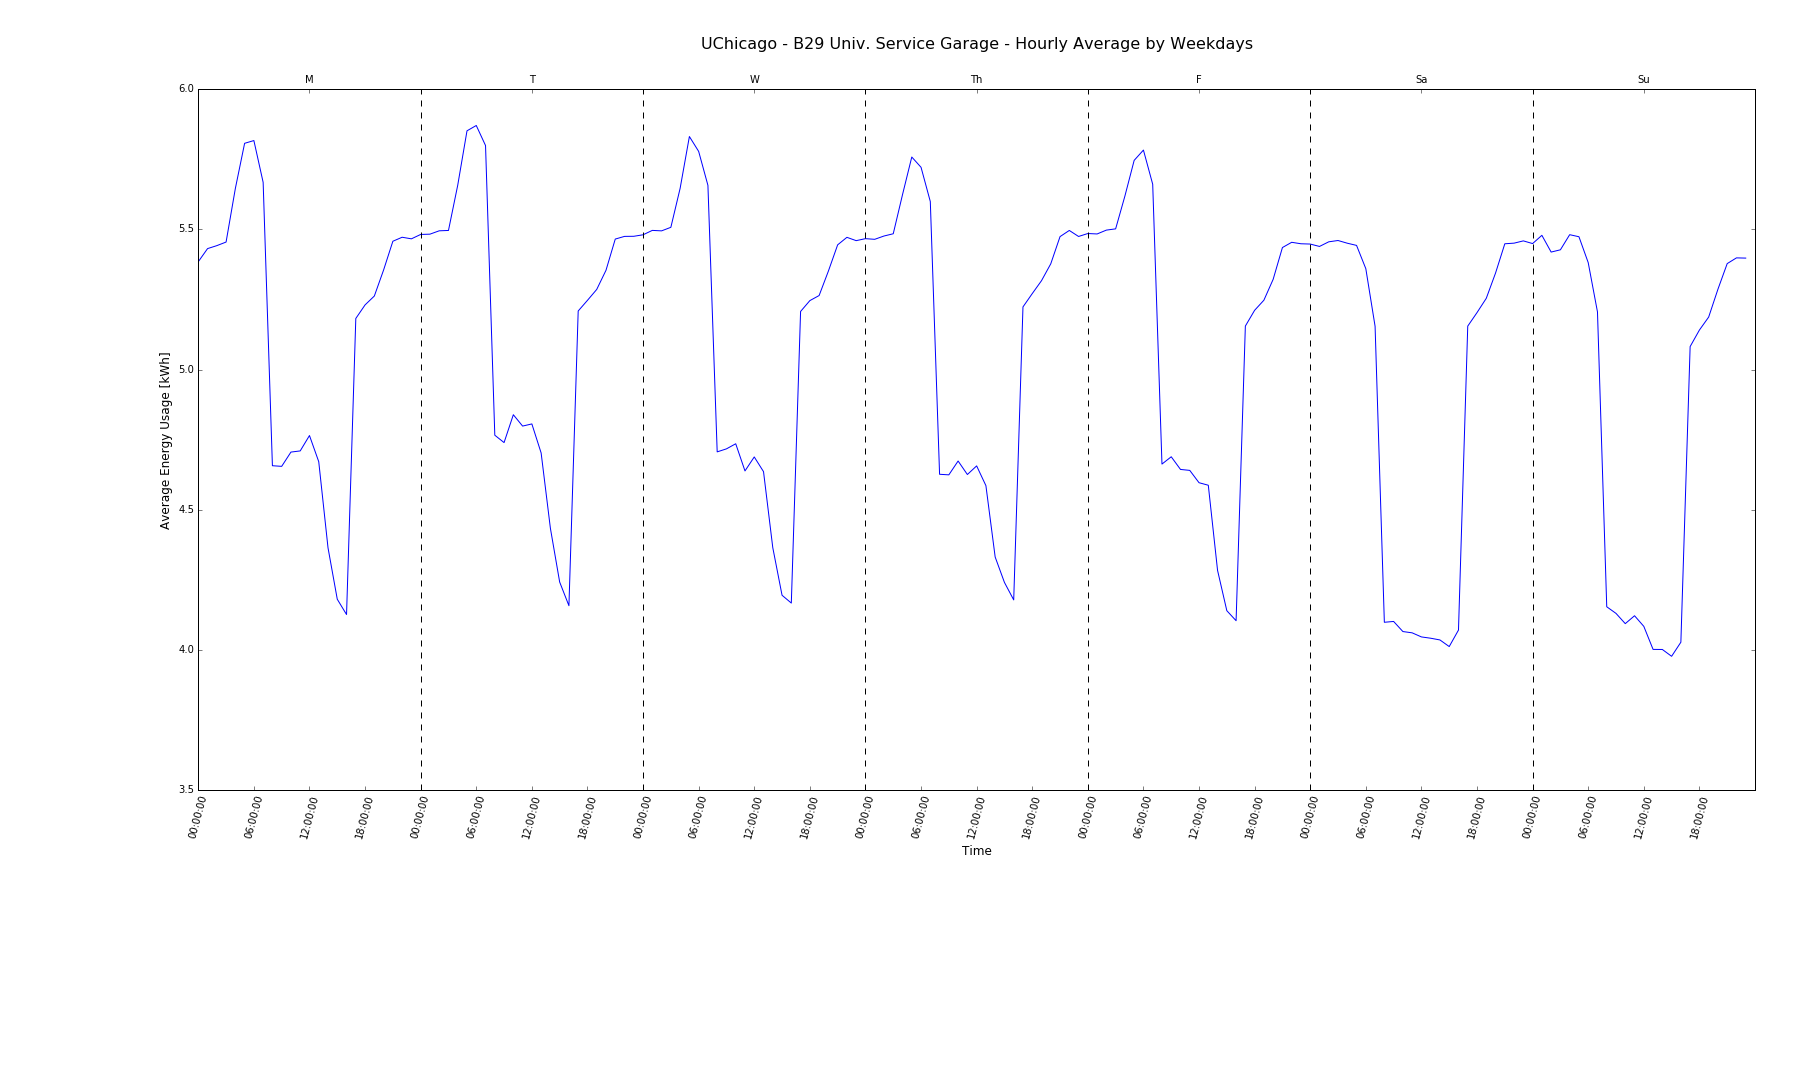 UChicago - B29 Univ. Service Garage - Hourly Average by Weekdays
M T W Th F Sa Su
6.0
5.5
5.0
4.5
4.0
3.5
Average Energy Usage [kWh]
00:00:00 06:00:00 12:00:00 18:00:00 00:00:00 06:00:00 12:00:00 18:00:00 00:00:00 06:00:00 12:00:00 18:00:00 00:00:00 06:00:00 12:00:00 18:00:00 00:00:00 06:00:00 12:00:00 18:00:00 00:00:00 06:00:00 12:00:00 18:00:00 00:00:00 06:00:00 12:00:00 18:00:00
Time